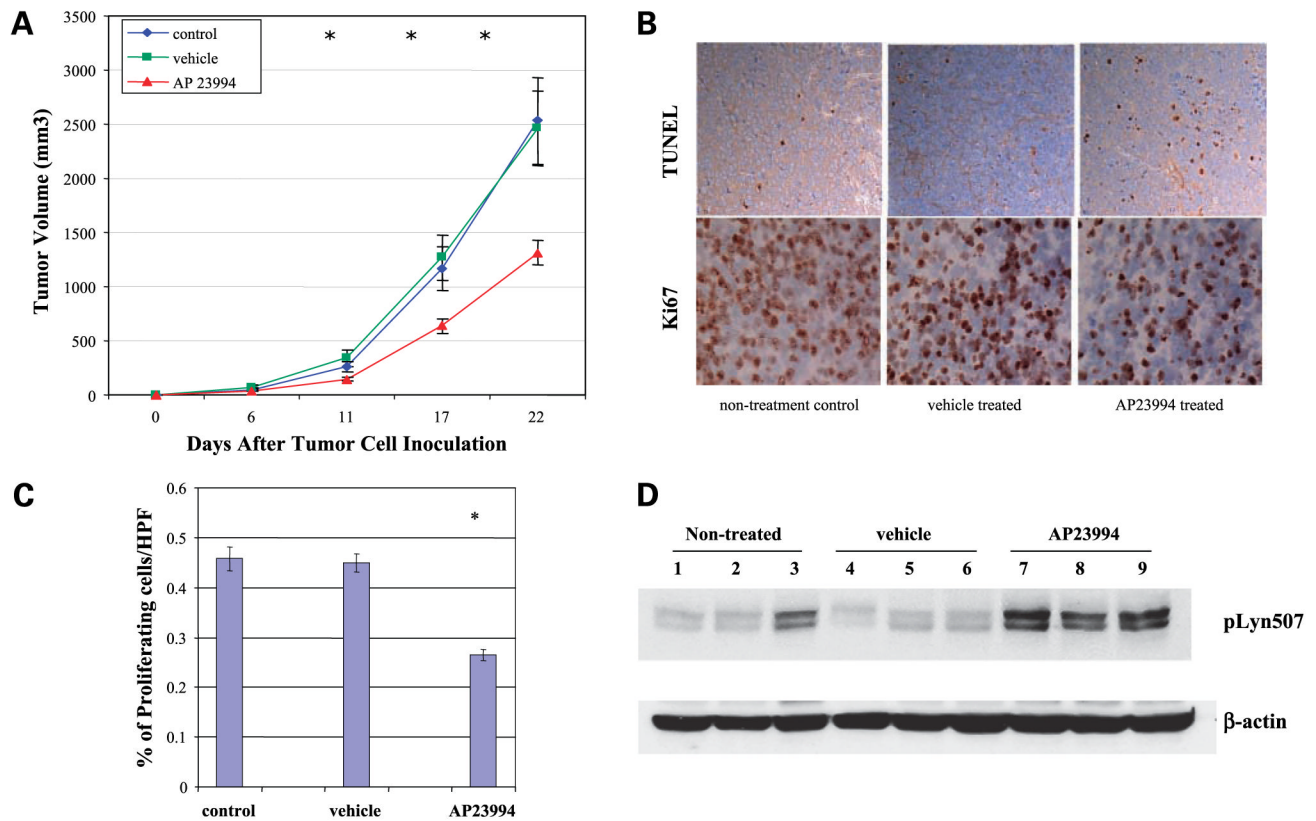 A
3500
3000
2500
2000
1500
1000
500
0
Tumor Volume (mm3)
control
vehicle
AP 23994
* * *
0 6 11 17 22
Days After Tumor Cell Inoculation
B
TUNEL
Ki67
non-treatment control vehicle treated AP23994 treated
C
0.6
0.5
0.4
0.3
0.2
0.1
0
% of Proliferating cells/HPF
*
control vehicle AP23994
D
Non-treated vehicle AP23994
1 2 3 4 5 6 7 8 9
pLyn507
β-actin